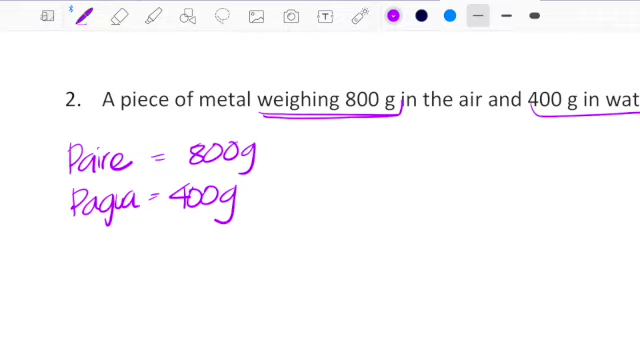 2. A piece of metal weighing 800 g in the air and 400 g in wat
Paire = 800g
Pagua = 400g